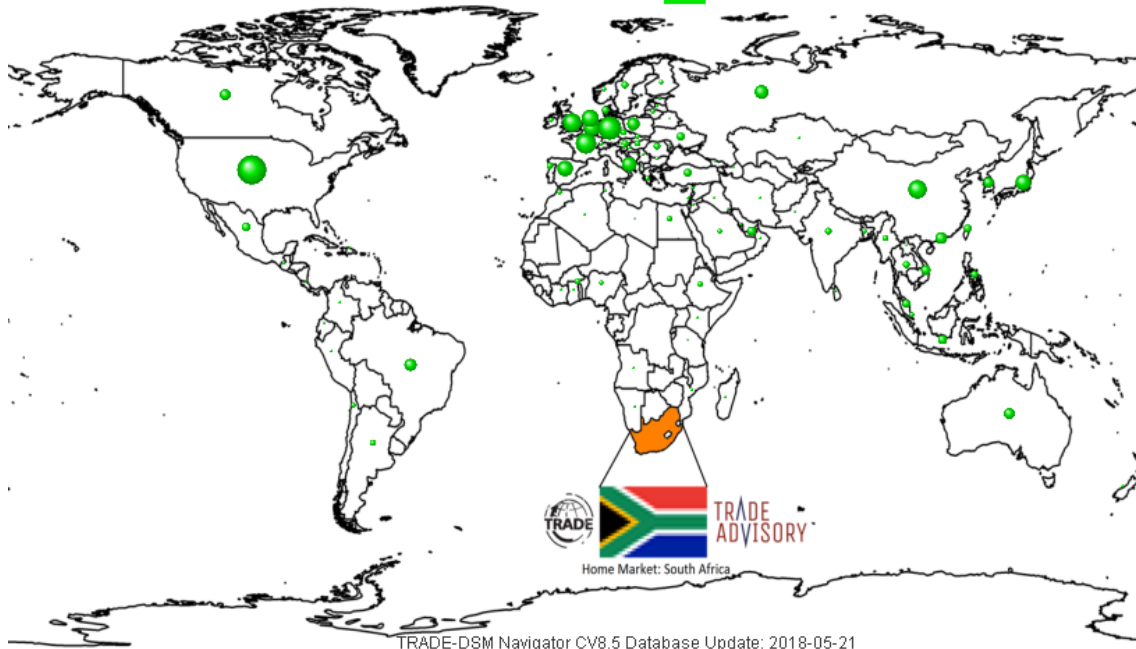 TRADE
TRADE
ADVISORY
Home Market: South Africa
TRADE-DSM Navigator CV8.5 Database Update: 2018-05-21